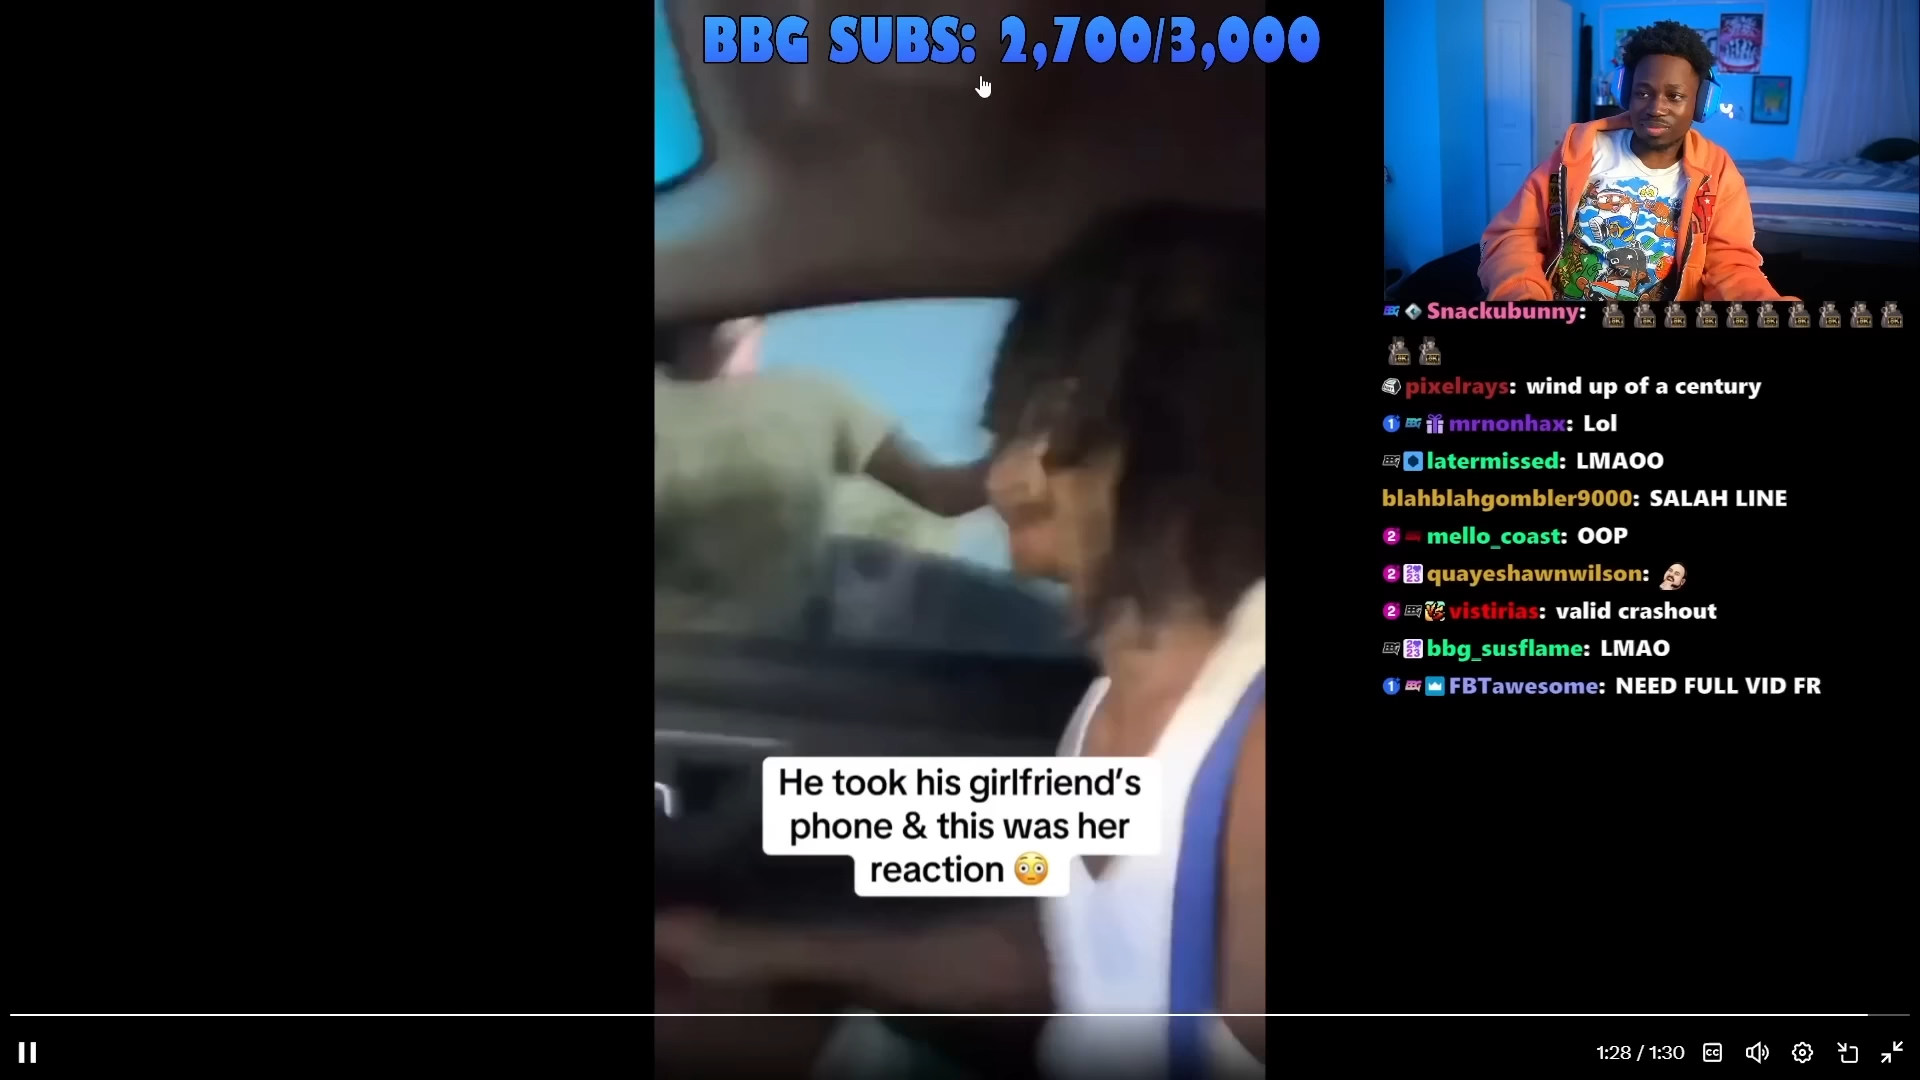 BBG SUBS: 2,700/3,000
Snackubunny:
pixelrays: wind up of a century
mrnonhax: Lol
latermissed: LMAOO
blahblahgombler9000: SALAH LINE
mello_coast: OOP
quayeshawnwilson:
vistirias: valid crashout
bbg_susflame: LMAO
FBTawesome: NEED FULL VID FR
He took his girlfriend's
phone & this was her
reaction 😳
1:28 / 1:30
CC